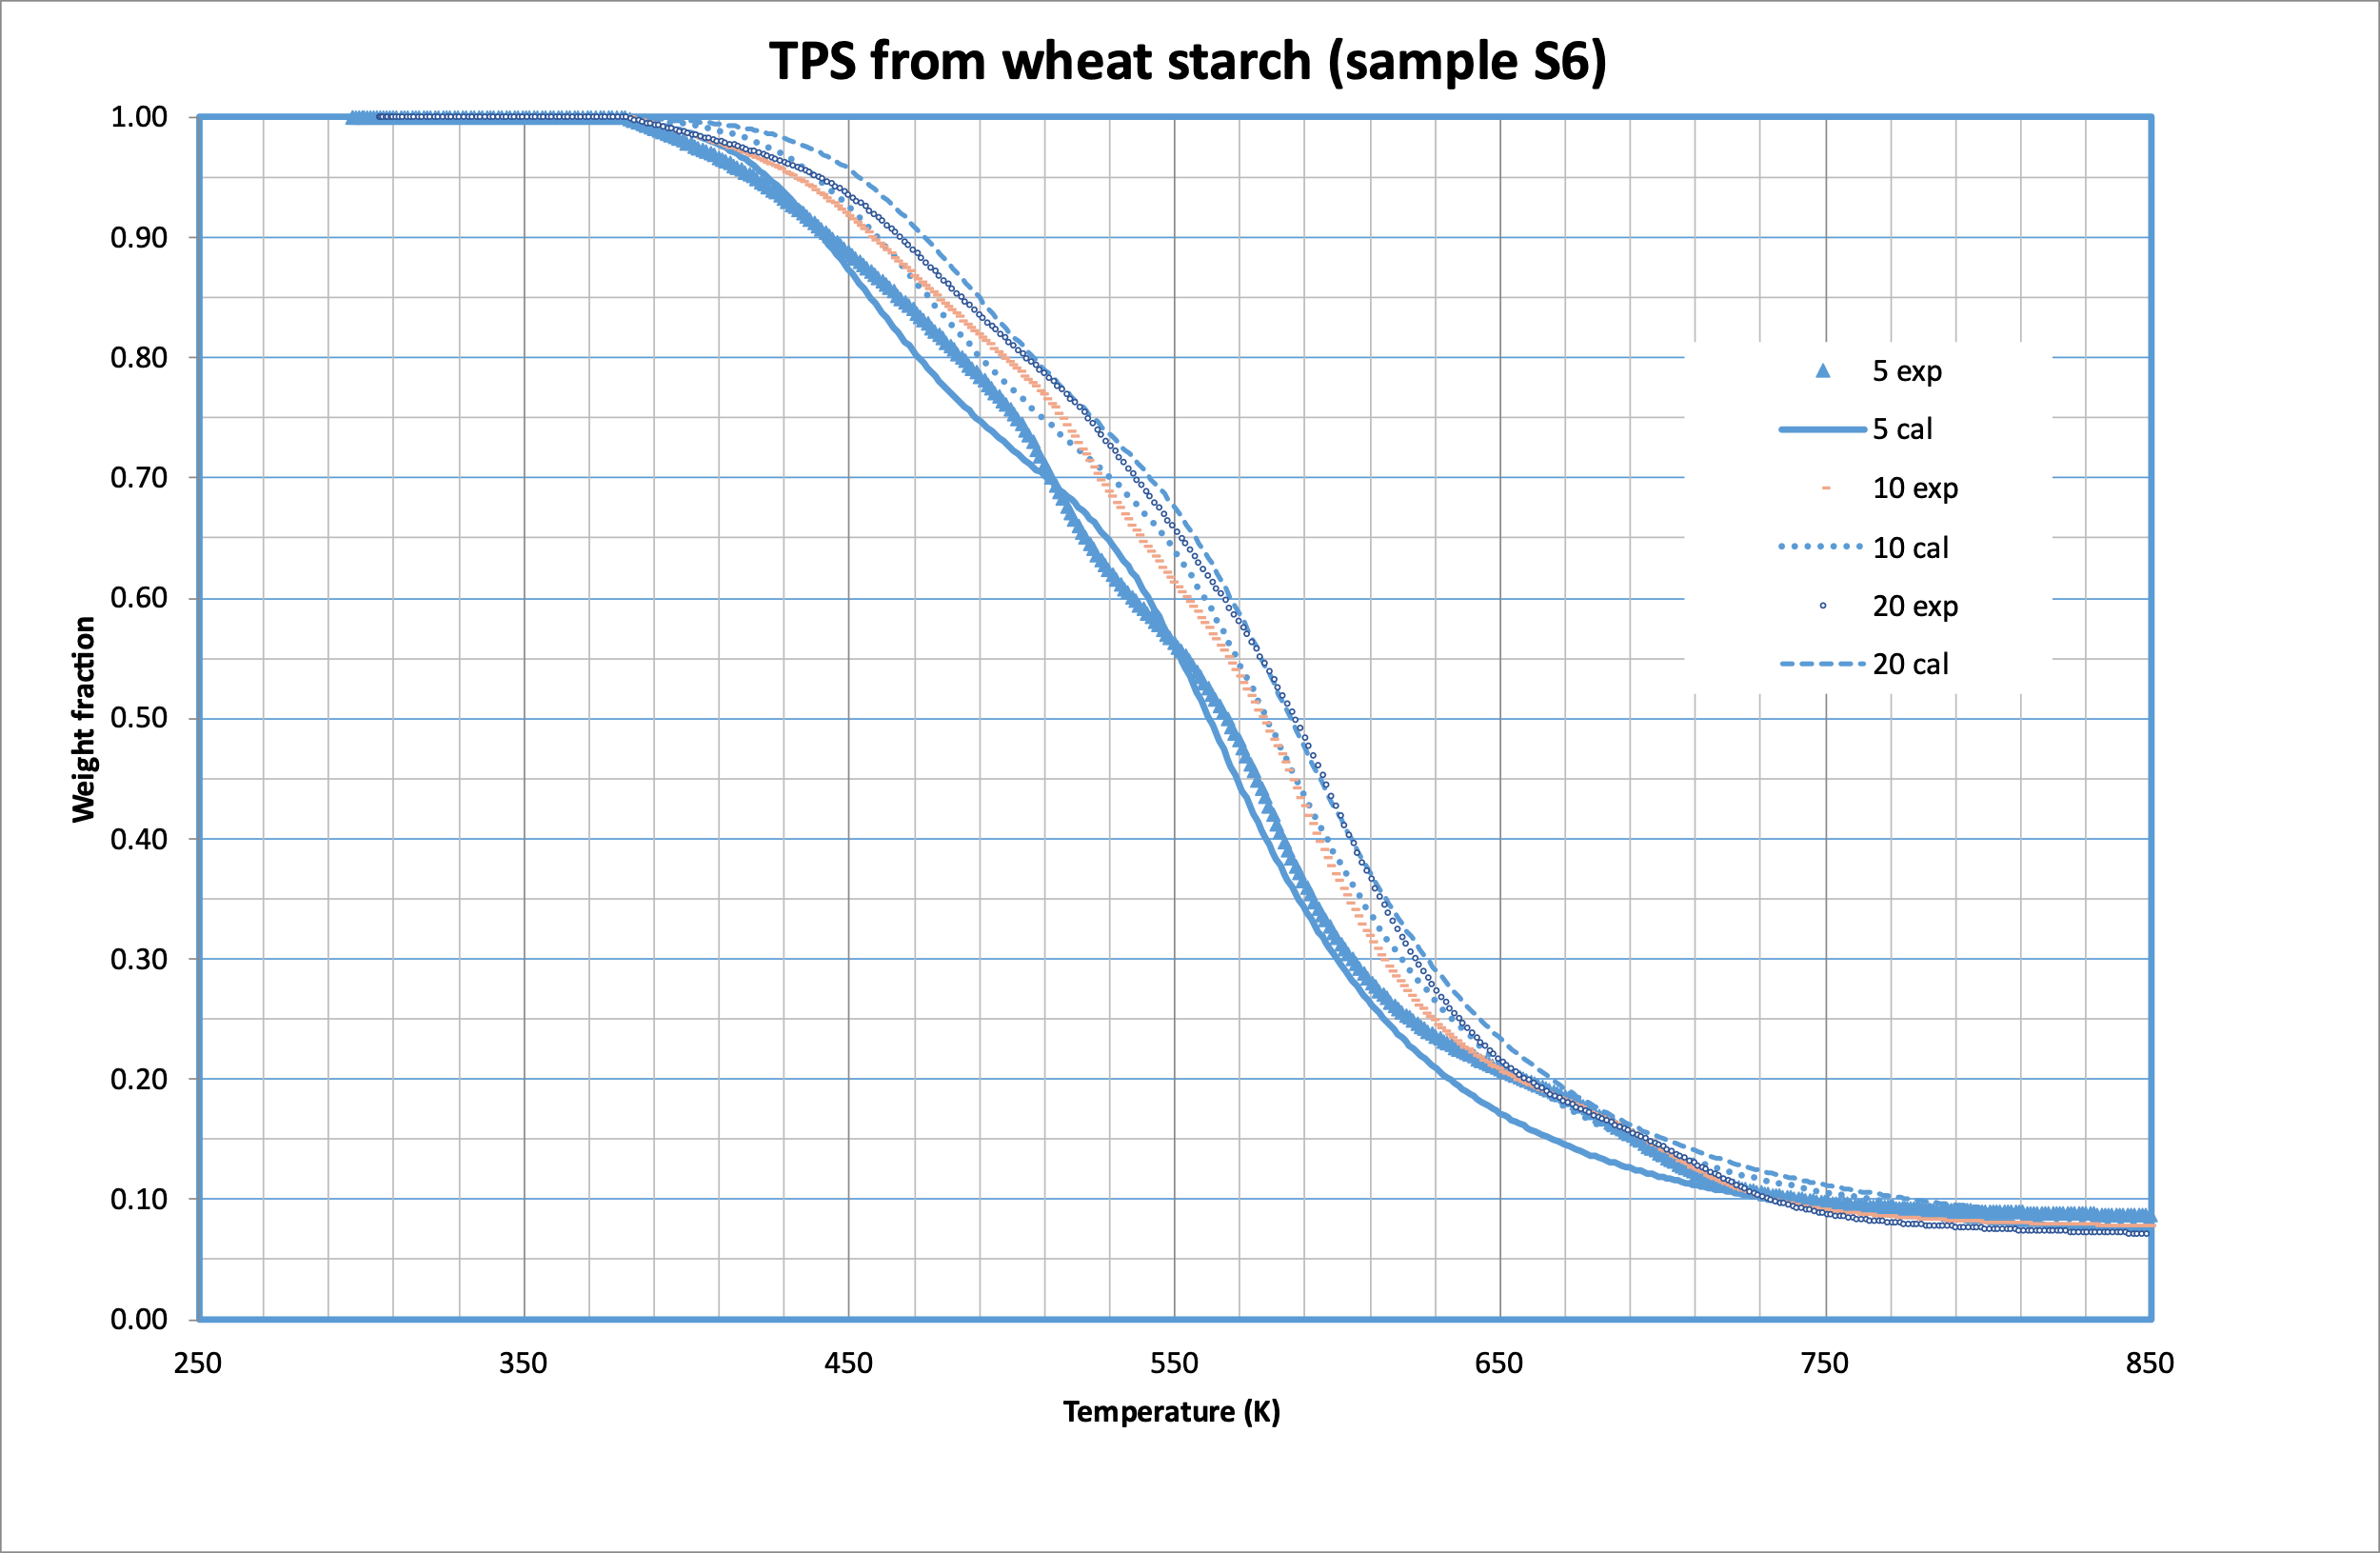 TPS from wheat starch (sample S6)
1.00
0.90
0.80
0.70
0.60
0.50
0.40
0.30
0.20
0.10
0.00
Weight fraction
5 exp
5 cal
10 exp
10 cal
20 exp
20 cal
250 350 450 550 650 750 850
Temperature (K)